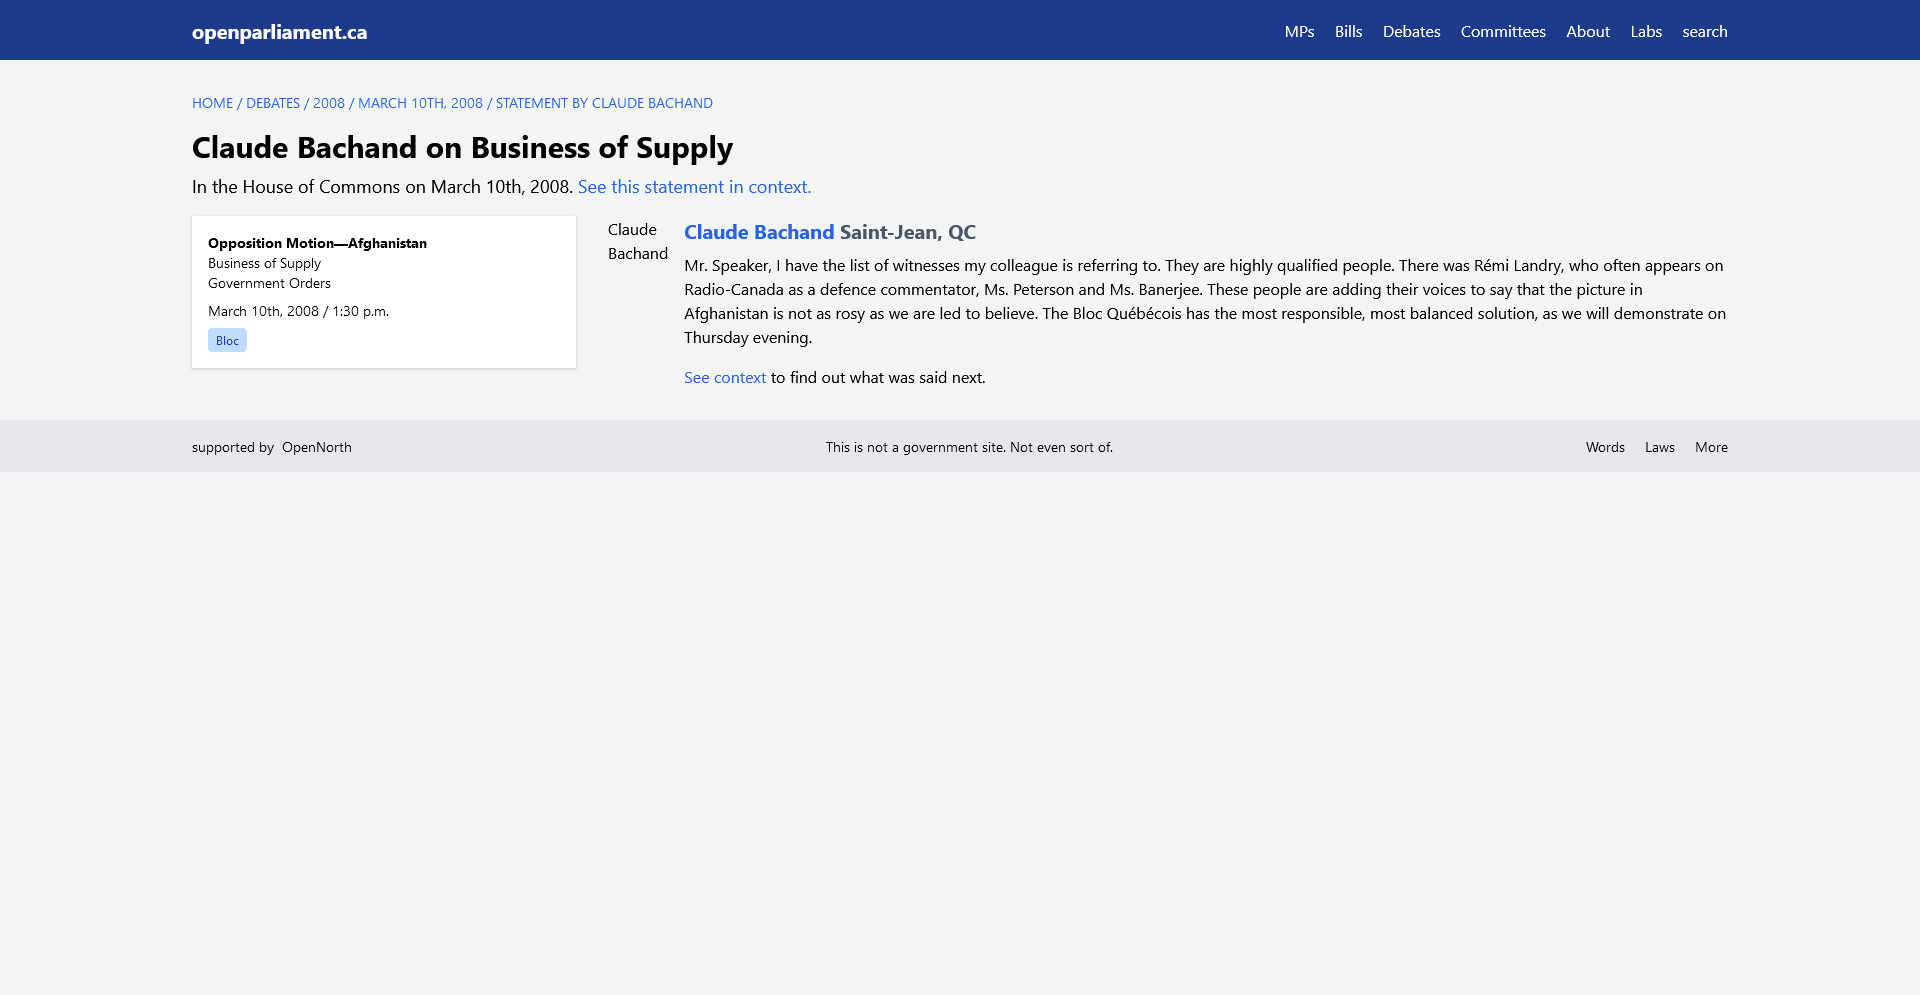 openparliament.ca
MPs Bills Debates Committees About Labs search
HOME / DEBATES / 2008 / MARCH 10TH, 2008 / STATEMENT BY CLAUDE BACHAND
Claude Bachand on Business of Supply
In the House of Commons on March 10th, 2008. See this statement in context.
Opposition Motion—Afghanistan
Business of Supply
Government Orders
March 10th, 2008 / 1:30 p.m.
Bloc
Claude
Bachand
Claude Bachand Saint-Jean, QC
Mr. Speaker, I have the list of witnesses my colleague is referring to. They are highly qualified people. There was Rémi Landry, who often appears on
Radio-Canada as a defence commentator, Ms. Peterson and Ms. Banerjee. These people are adding their voices to say that the picture in
Afghanistan is not as rosy as we are led to believe. The Bloc Québécois has the most responsible, most balanced solution, as we will demonstrate on
Thursday evening.
See context to find out what was said next.
supported by OpenNorth
This is not a government site. Not even sort of.
Words Laws More